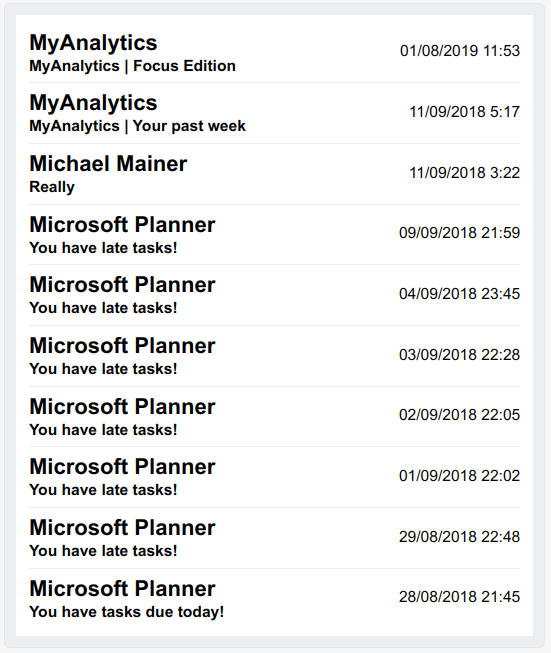 MyAnalytics
01/08/2019 11:53
MyAnalytics | Focus Edition
MyAnalytics
11/09/2018 5:17
MyAnalytics | Your past week
Michael Mainer
11/09/2018 3:22
Really
Microsoft Planner
09/09/2018 21:59
You have late tasks!
Microsoft Planner
04/09/2018 23:45
You have late tasks!
Microsoft Planner
03/09/2018 22:28
You have late tasks!
Microsoft Planner
02/09/2018 22:05
You have late tasks!
Microsoft Planner
01/09/2018 22:02
You have late tasks!
Microsoft Planner
29/08/2018 22:48
You have late tasks!
Microsoft Planner
28/08/2018 21:45
You have tasks due today!